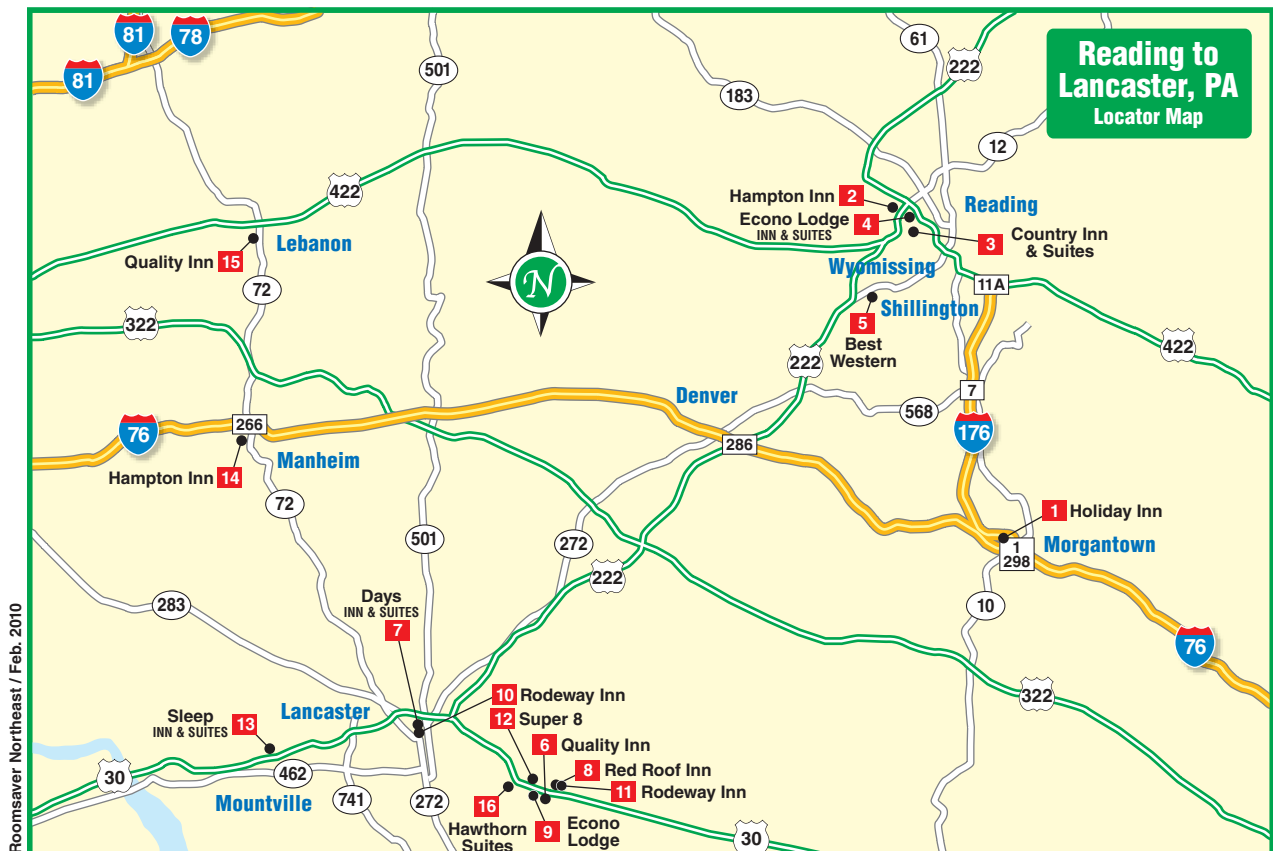 Reading to
Lancaster, PA
Locator Map
81
78
81
501
61
222
183
12
422
Hampton Inn 2
Econo Lodge 4
INN & SUITES
Reading
3 Country Inn
& Suites
Lebanon
Quality Inn 15
N
Wyomissing
72
11A
Shillington
5
Best
Western
322
222
422
Denver
7
568
266
76
176
286
Manheim
Hampton Inn 14
72
1 Holiday Inn
501
272
Morgantown
1
298
222
Days
INN & SUITES
7
283
10
76
10 Rodeway Inn
322
Lancaster
12 Super 8
Sleep
INN & SUITES 13
6 Quality Inn
8 Red Roof Inn
30
462
11 Rodeway Inn
Mountville
741
272
16
Hawthorn
Suites
9 Econo
Lodge
30
Roomsaver Northeast / Feb. 2010